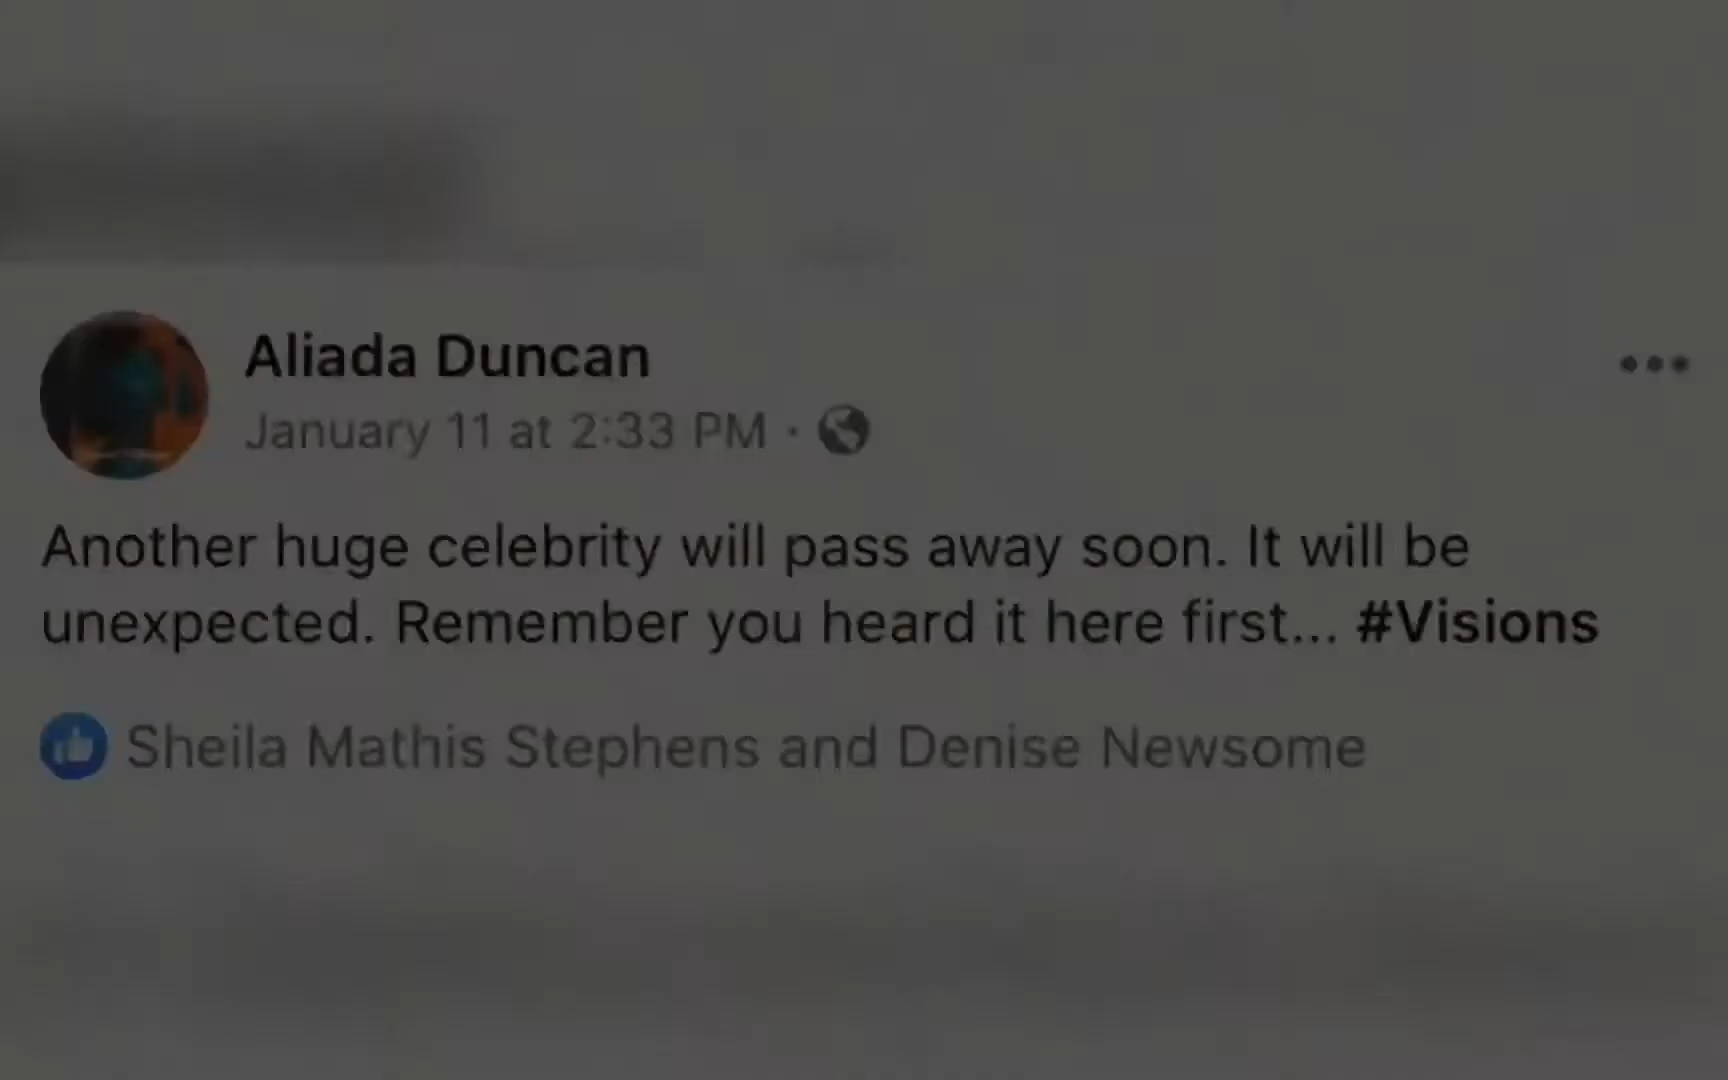 Aliada Duncan
January 11 at 2:33 PM ·
Another huge celebrity will pass away soon. It will be
unexpected. Remember you heard it here first... #Visions
Sheila Mathis Stephens and Denise Newsome